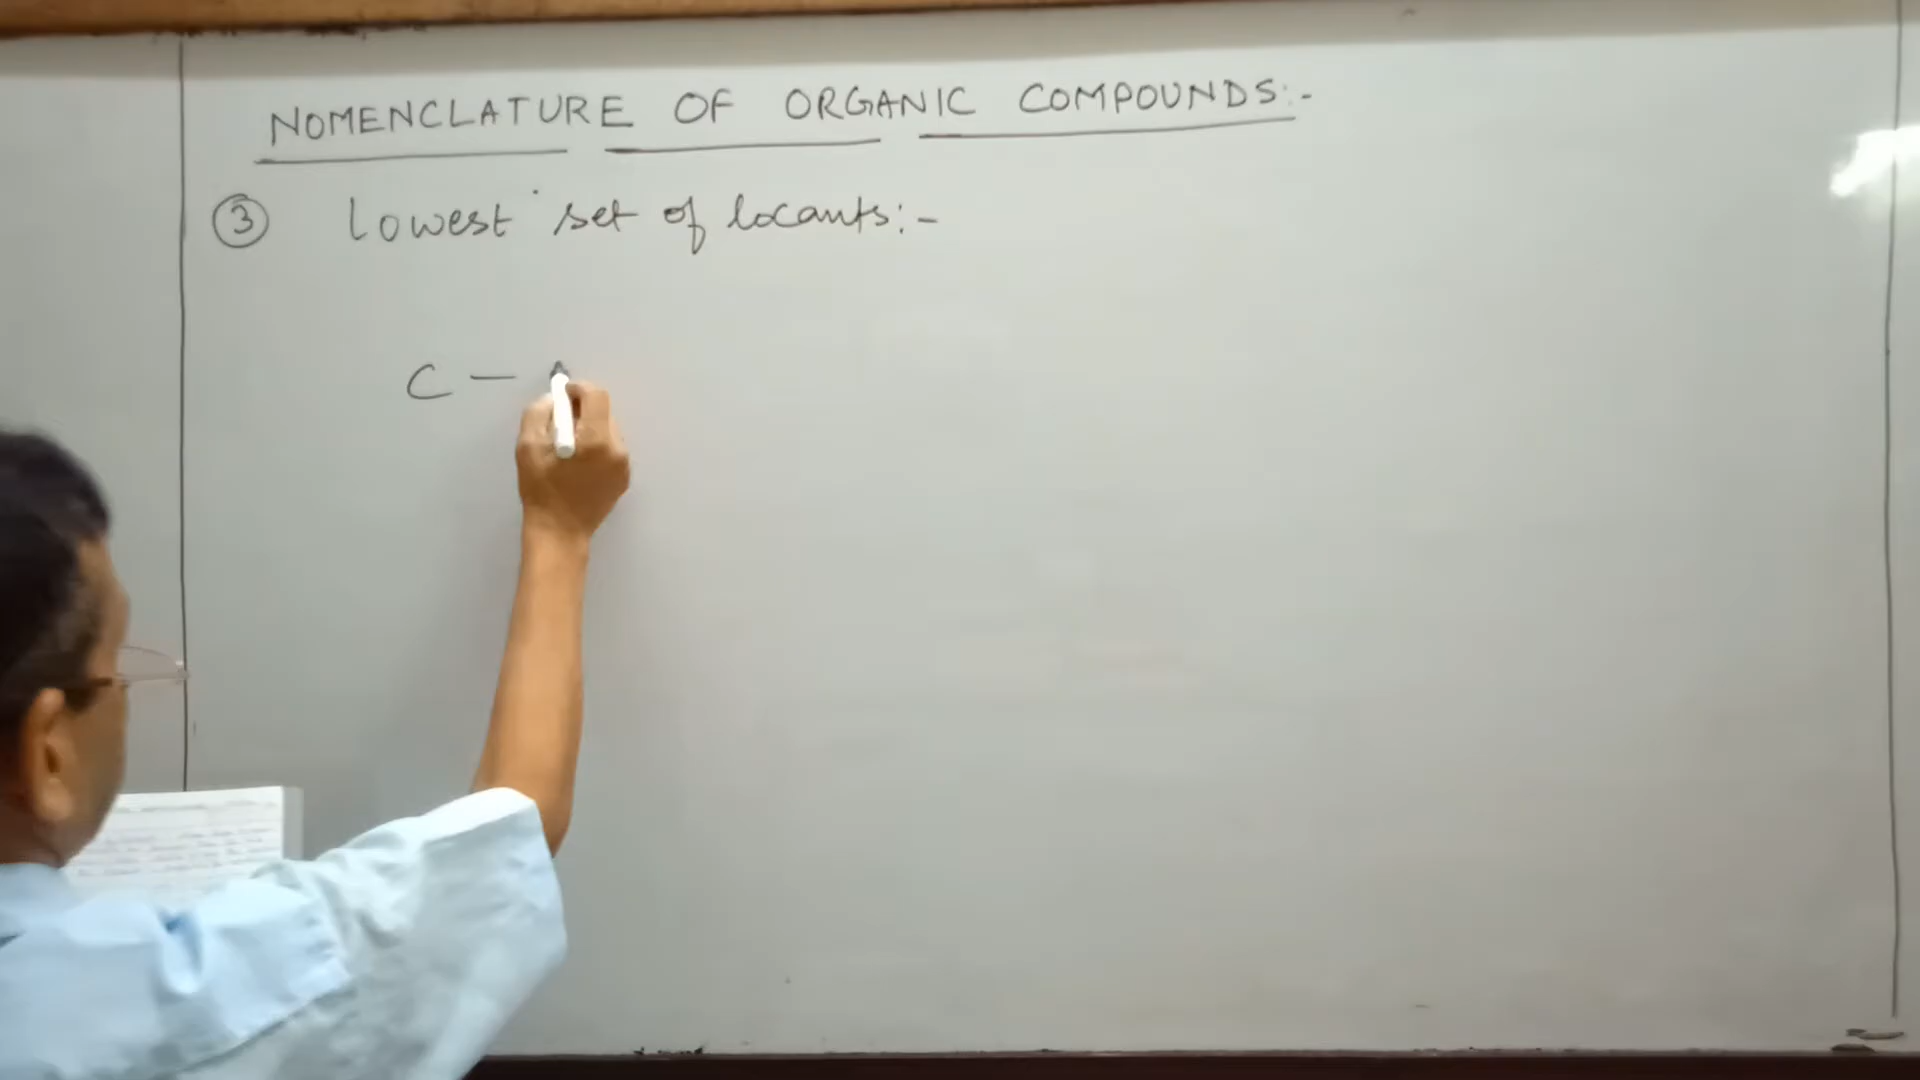 NOMENCLATURE OF ORGANIC COMPOUNDS:-
③ Lowest set of locants:-
C —